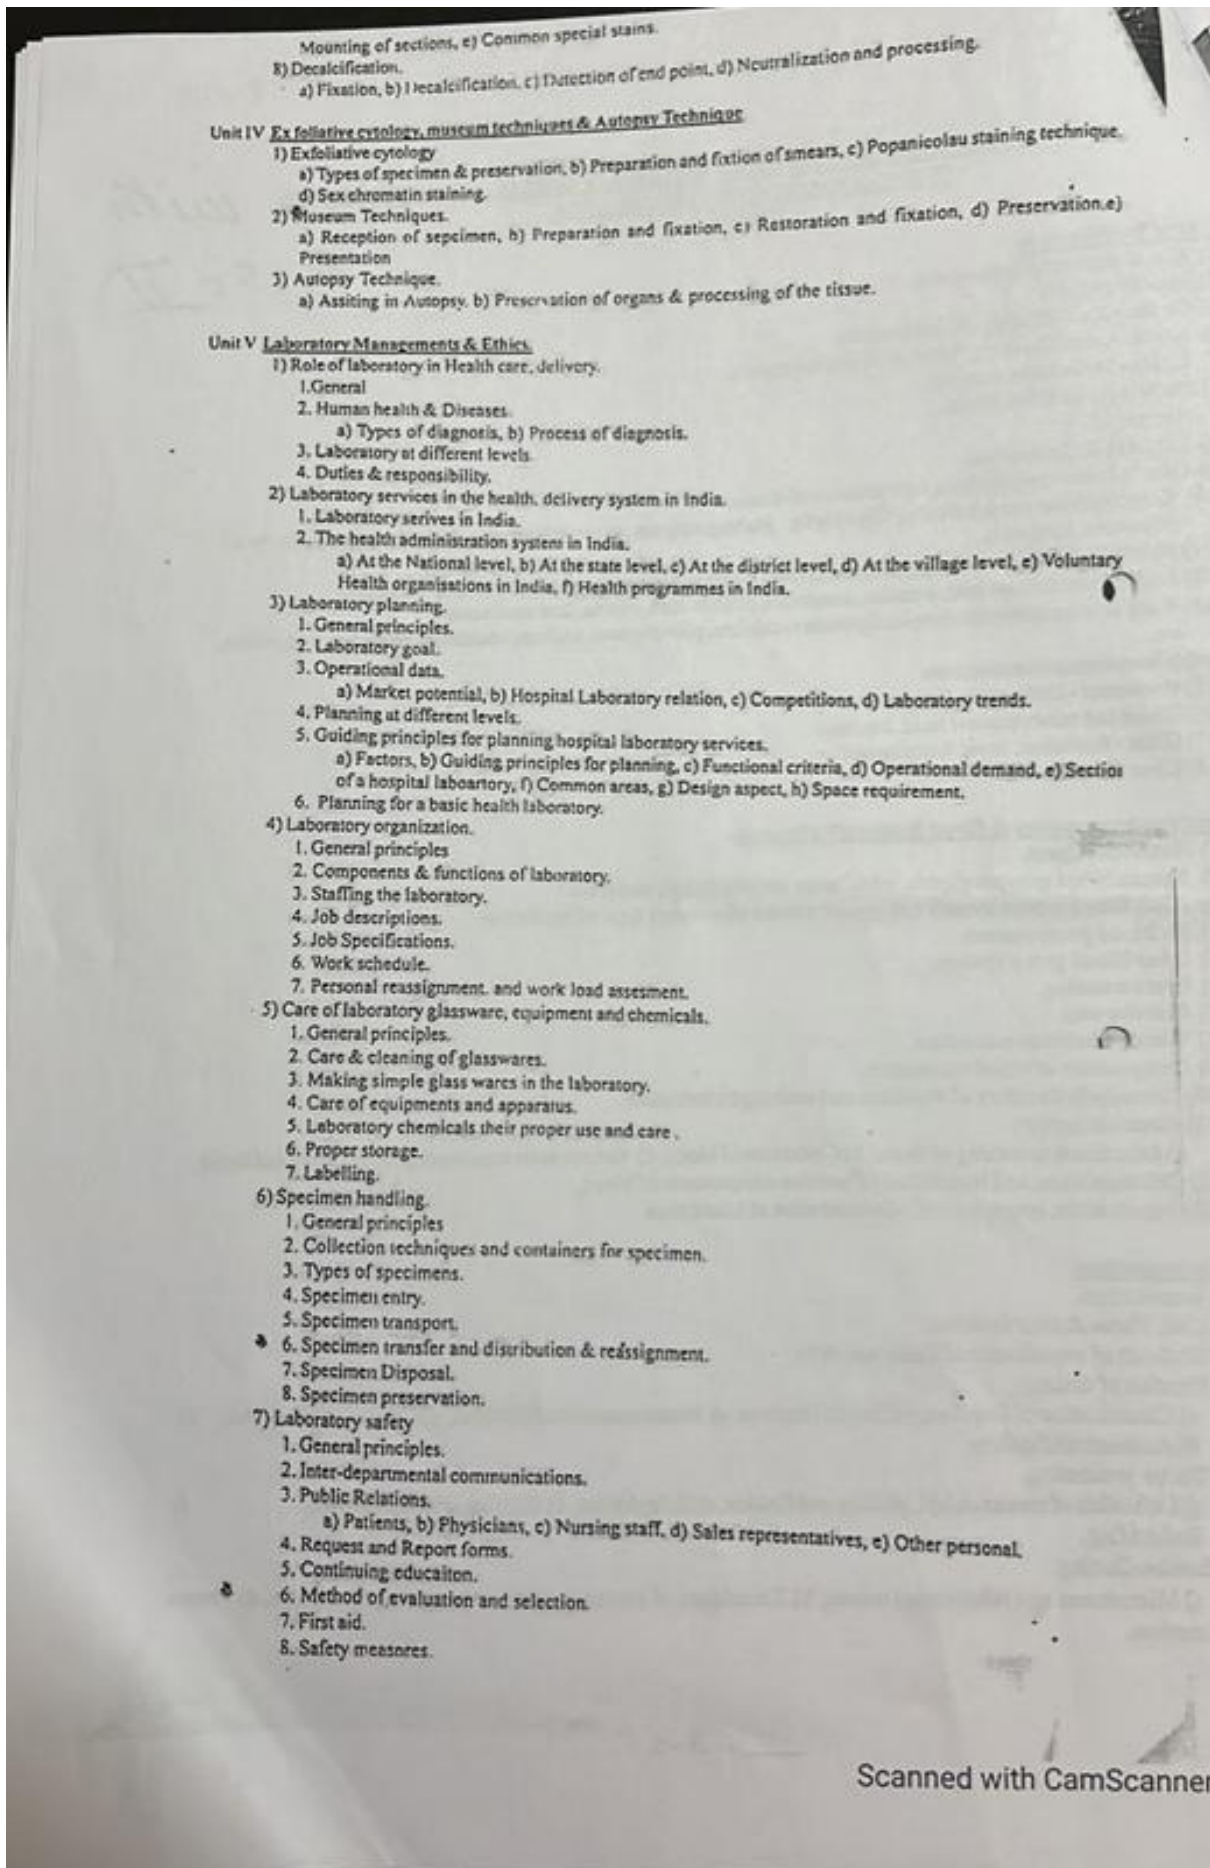 Mounting of sections, e) Common special stains.
8) Decalcification.
a) Fixation, b) Decalcification, c) Detection of end point, d) Neutralization and processing.
Unit IV Ex foliative cytology, museum techniques & Autopsy Technique
1) Exfoliative cytology
a) Types of specimen & preservation, b) Preparation and fixtion of smears, c) Popanicolau staining technique.
d) Sex chromatin staining.
2) Museum Techniques.
a) Reception of sepcimen, b) Preparation and fixation, c) Restoration and fixation, d) Preservation.e)
Presentation
3) Autopsy Technique.
a) Assiting in Autopsy. b) Preservation of organs & processing of the tissue.
Unit V Laboratory Managements & Ethics.
1) Role of laboratory in Health care, delivery.
1.General
2. Human health & Diseases.
a) Types of diagnosis, b) Process of diagnosis.
3. Laboratory at different levels.
4. Duties & responsibility.
2) Laboratory services in the health, delivery system in India.
1. Laboratory serives in India.
2. The health administration system in India.
a) At the National level, b) At the state level, c) At the district level, d) At the village level, e) Voluntary
Health organisations in India, f) Health programmes in India.
3) Laboratory planning.
1. General principles.
2. Laboratory goal.
3. Operational data.
a) Market potential, b) Hospital Laboratory relation, c) Competitions, d) Laboratory trends.
4. Planning at different levels.
5. Guiding principles for planning hospital laboratory services.
a) Factors, b) Guiding principles for planning, c) Functional criteria, d) Operational demand, e) Section
of a hospital laboartory, f) Common areas, g) Design aspect, h) Space requirement.
6. Planning for a basic health laboratory.
4) Laboratory organization.
1. General principles
2. Components & functions of laboratory.
3. Staffing the laboratory.
4. Job descriptions.
5. Job Specifications.
6. Work schedule.
7. Personal reassignment. and work load assesment.
5) Care of laboratory glassware, equipment and chemicals.
1. General principles.
2. Care & cleaning of glasswares.
3. Making simple glass wares in the laboratory.
4. Care of equipments and apparatus.
5. Laboratory chemicals their proper use and care .
6. Proper storage.
7. Labelling.
6) Specimen handling.
1. General principles
2. Collection techniques and containers for specimen.
3. Types of specimens.
4. Specimen entry.
5. Specimen transport.
6. Specimen transfer and distribution & reassignment.
7. Specimen Disposal.
8. Specimen preservation.
7) Laboratory safety
1. General principles.
2. Inter-departmental communications.
3. Public Relations.
a) Patients, b) Physicians, c) Nursing staff, d) Sales representatives, e) Other personal.
4. Request and Report forms.
5. Continuing educaiton.
6. Method of evaluation and selection.
7. First aid.
8. Safety measnres.
Scanned with CamScanner